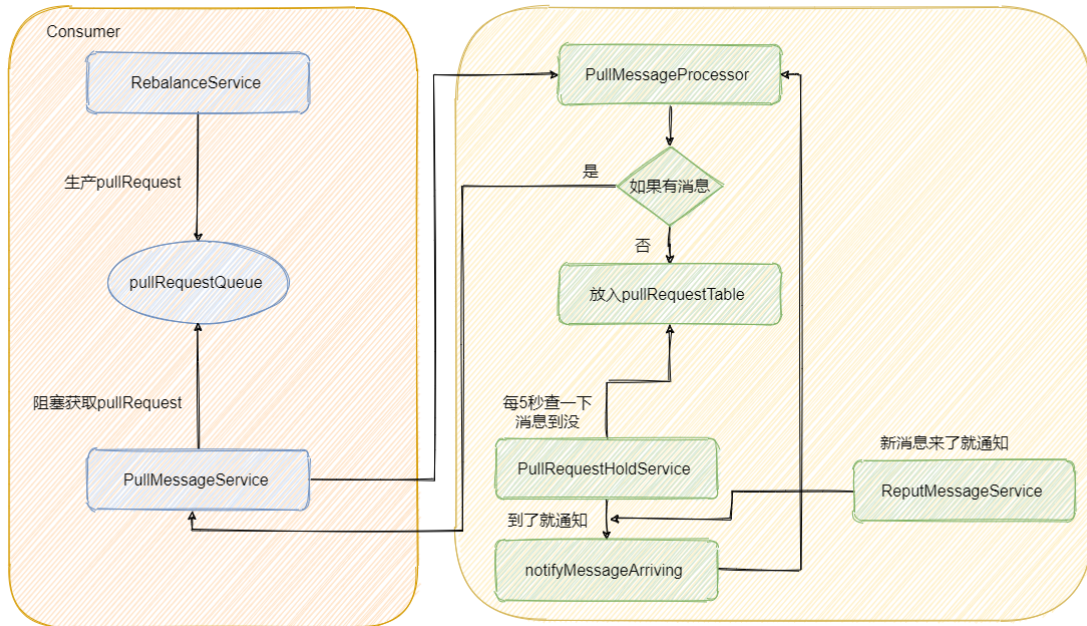 Consumer
RebalanceService
生产pullRequest
pullRequestQueue
阻塞获取pullRequest
PullMessageService
PullMessageProcessor
是
如果有消息
否
放入pullRequestTable
每5秒查一下
消息到没
PullRequestHoldService
到了就通知
notifyMessageArriving
新消息来了就通知
ReputMessageService